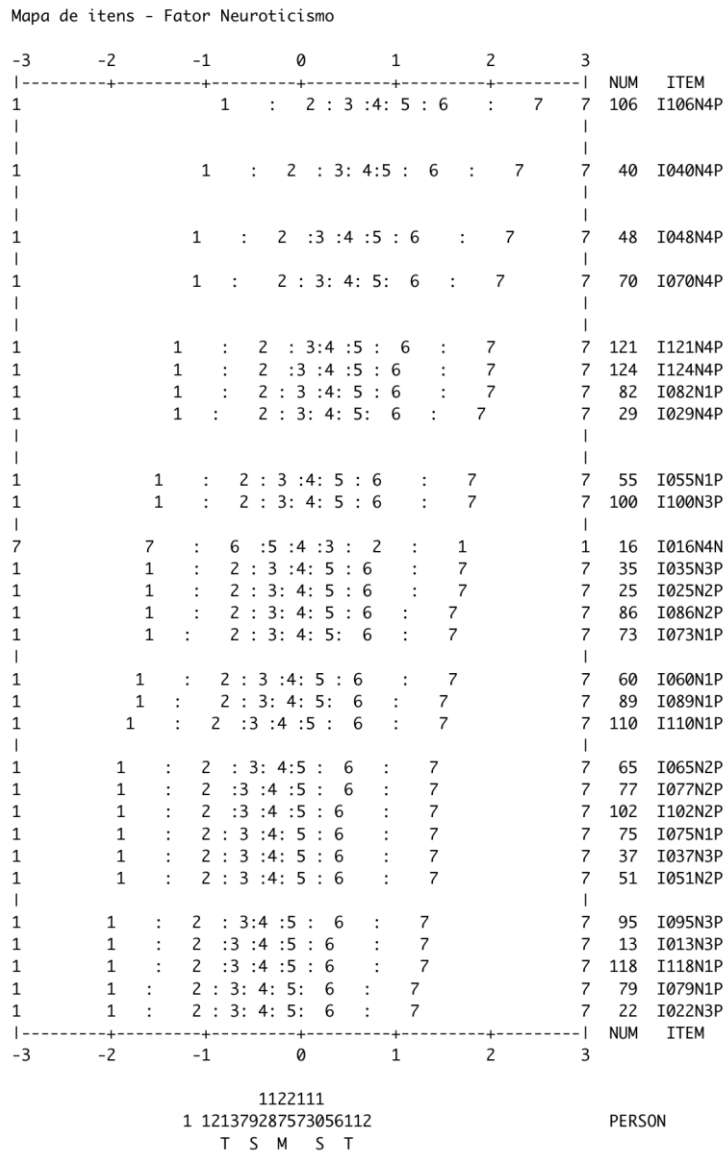 Mapa de itens - Fator Neuroticismo
-3 -2 -1 0 1 2 3
|---------+---------+---------+---------+---------+---------| NUM ITEM
1 1 : 2 : 3 :4: 5 : 6 : 7 7 106 I106N4P
| |
| |
1 1 : 2 : 3: 4:5 : 6 : 7 7 40 I040N4P
| |
| |
1 1 : 2 :3 :4 :5 : 6 : 7 7 48 I048N4P
| |
1 1 : 2 : 3: 4: 5: 6 : 7 7 70 I070N4P
| |
| |
1 1 : 2 : 3:4 :5 : 6 : 7 7 121 I121N4P
1 1 : 2 :3 :4 :5 : 6 : 7 7 124 I124N4P
1 1 : 2 : 3 :4: 5 : 6 : 7 7 82 I082N1P
1 1 : 2 : 3: 4: 5: 6 : 7 7 29 I029N4P
| |
| |
1 1 : 2 : 3 :4: 5 : 6 : 7 7 55 I055N1P
1 1 : 2 : 3: 4: 5 : 6 : 7 7 100 I100N3P
| |
7 7 : 6 :5 :4 :3 : 2 : 1 1 16 I016N4N
1 1 : 2 : 3 :4: 5 : 6 : 7 7 35 I035N3P
1 1 : 2 : 3: 4: 5 : 6 : 7 7 25 I025N2P
1 1 : 2 : 3: 4: 5 : 6 : 7 7 86 I086N2P
1 1 : 2 : 3: 4: 5: 6 : 7 7 73 I073N1P
| |
1 1 : 2 : 3 :4: 5 : 6 : 7 7 60 I060N1P
1 1 : 2 : 3: 4: 5: 6 : 7 7 89 I089N1P
1 1 : 2 :3 :4 :5 : 6 : 7 7 110 I110N1P
| |
1 1 : 2 : 3: 4:5 : 6 : 7 7 65 I065N2P
1 1 : 2 :3 :4 :5 : 6 : 7 7 77 I077N2P
1 1 : 2 :3 :4 :5 : 6 : 7 7 102 I102N2P
1 1 : 2 : 3 :4: 5 : 6 : 7 7 75 I075N1P
1 1 : 2 : 3 :4: 5 : 6 : 7 7 37 I037N3P
1 1 : 2 : 3 :4: 5 : 6 : 7 7 51 I051N2P
| |
1 1 : 2 : 3:4 :5 : 6 : 7 7 95 I095N3P
1 1 : 2 :3 :4 :5 : 6 : 7 7 13 I013N3P
1 1 : 2 :3 :4 :5 : 6 : 7 7 118 I118N1P
1 1 : 2 : 3: 4: 5: 6 : 7 7 79 I079N1P
1 1 : 2 : 3: 4: 5: 6 : 7 7 22 I022N3P
|---------+---------+---------+---------+---------+---------| NUM ITEM
-3 -2 -1 0 1 2 3
1122111
1 121379287573056112 PERSON
T S M S T